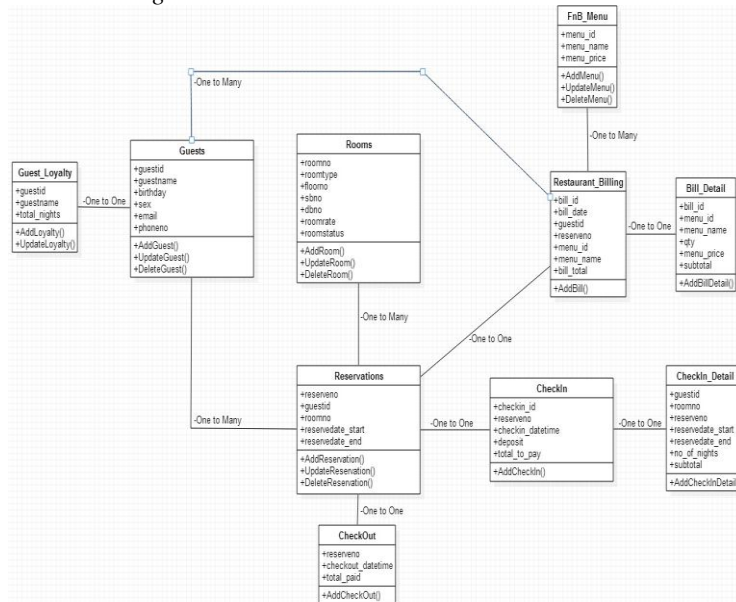 FnB_Menu
+menu_id
+menu_name
+menu_price
+AddMenu()
+UpdateMenu()
+DeleteMenu()
-One to Many
-One to Many
Guest_Loyalty
+guestid
+guestname
+total_nights
+AddLoyalty()
+UpdateLoyalty()
-One to One
Guests
+guestid
+guestname
+birthday
+sex
+email
+phoneno
+AddGuest()
+UpdateGuest()
+DeleteGuest()
Rooms
+roomno
+roomtype
+floorno
+sbno
+dbno
+roomrate
+roomstatus
+AddRoom()
+UpdateRoom()
+DeleteRoom()
Restaurant_Billing
+bill_id
+bill_date
+guestid
+reserveno
+menu_id
+menu_name
+bill_total
+AddBill()
-One to One
Bill_Detail
+bill_id
+menu_id
+menu_name
+qty
+menu_price
+subtotal
+AddBillDetail()
-One to Many
-One to One
-One to Many
Reservations
+reserveno
+guestid
+roomno
+reservedate_start
+reservedate_end
+AddReservation()
+UpdateReservation()
+DeleteReservation()
-One to One
CheckIn
+checkin_id
+reserveno
+checkin_datetime
+deposit
+total_to_pay
+AddCheckIn()
-One to One
CheckIn_Detail
+guestid
+roomno
+reserveno
+reservedate_start
+reservedate_end
+no_of_nights
+subtotal
+AddCheckInDetail
-One to One
CheckOut
+reserveno
+checkout_datetime
+total_paid
+AddCheckOut()